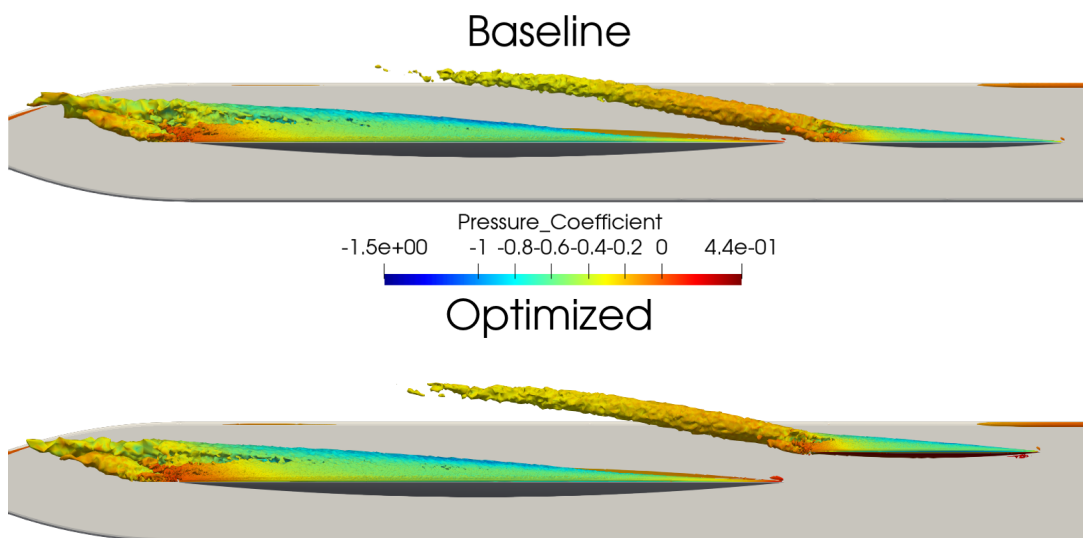 Baseline
Pressure_Coefficient
-1.5e+00 -1 -0.8-0.6-0.4-0.2 0 4.4e-01
Optimized